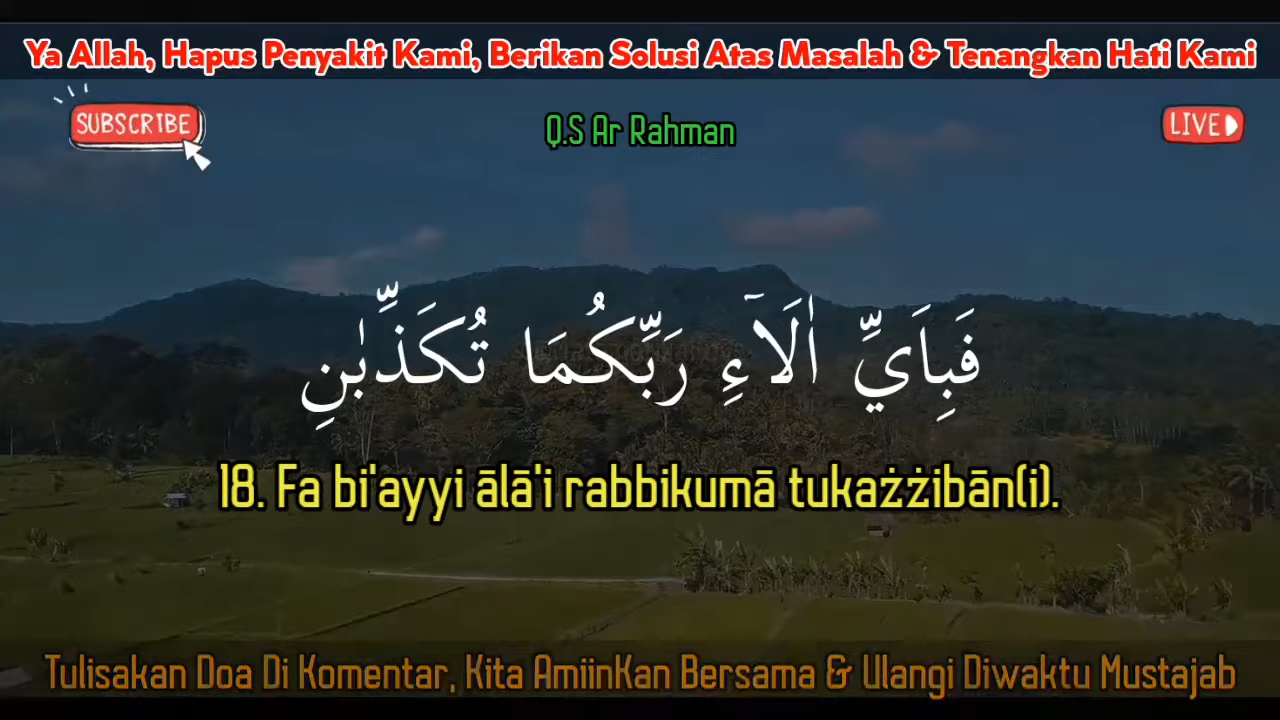 Ya Allah, Hapus Penyakit Kami, Berikan Solusi Atas Masalah & Tenangkan Hati Kami
SUBSCRIBE
Q.S Ar Rahman
LIVE
فَبِاَيِّ اٰلَاۤءِ رَبِّكُمَا تُكَذِّبٰنِ
18. Fa bi'ayyi ālā'i rabbikumā tukażżibān(i).
Tulisakan Doa Di Komentar, Kita AmiinKan Bersama & Ulangi Diwaktu Mustajab